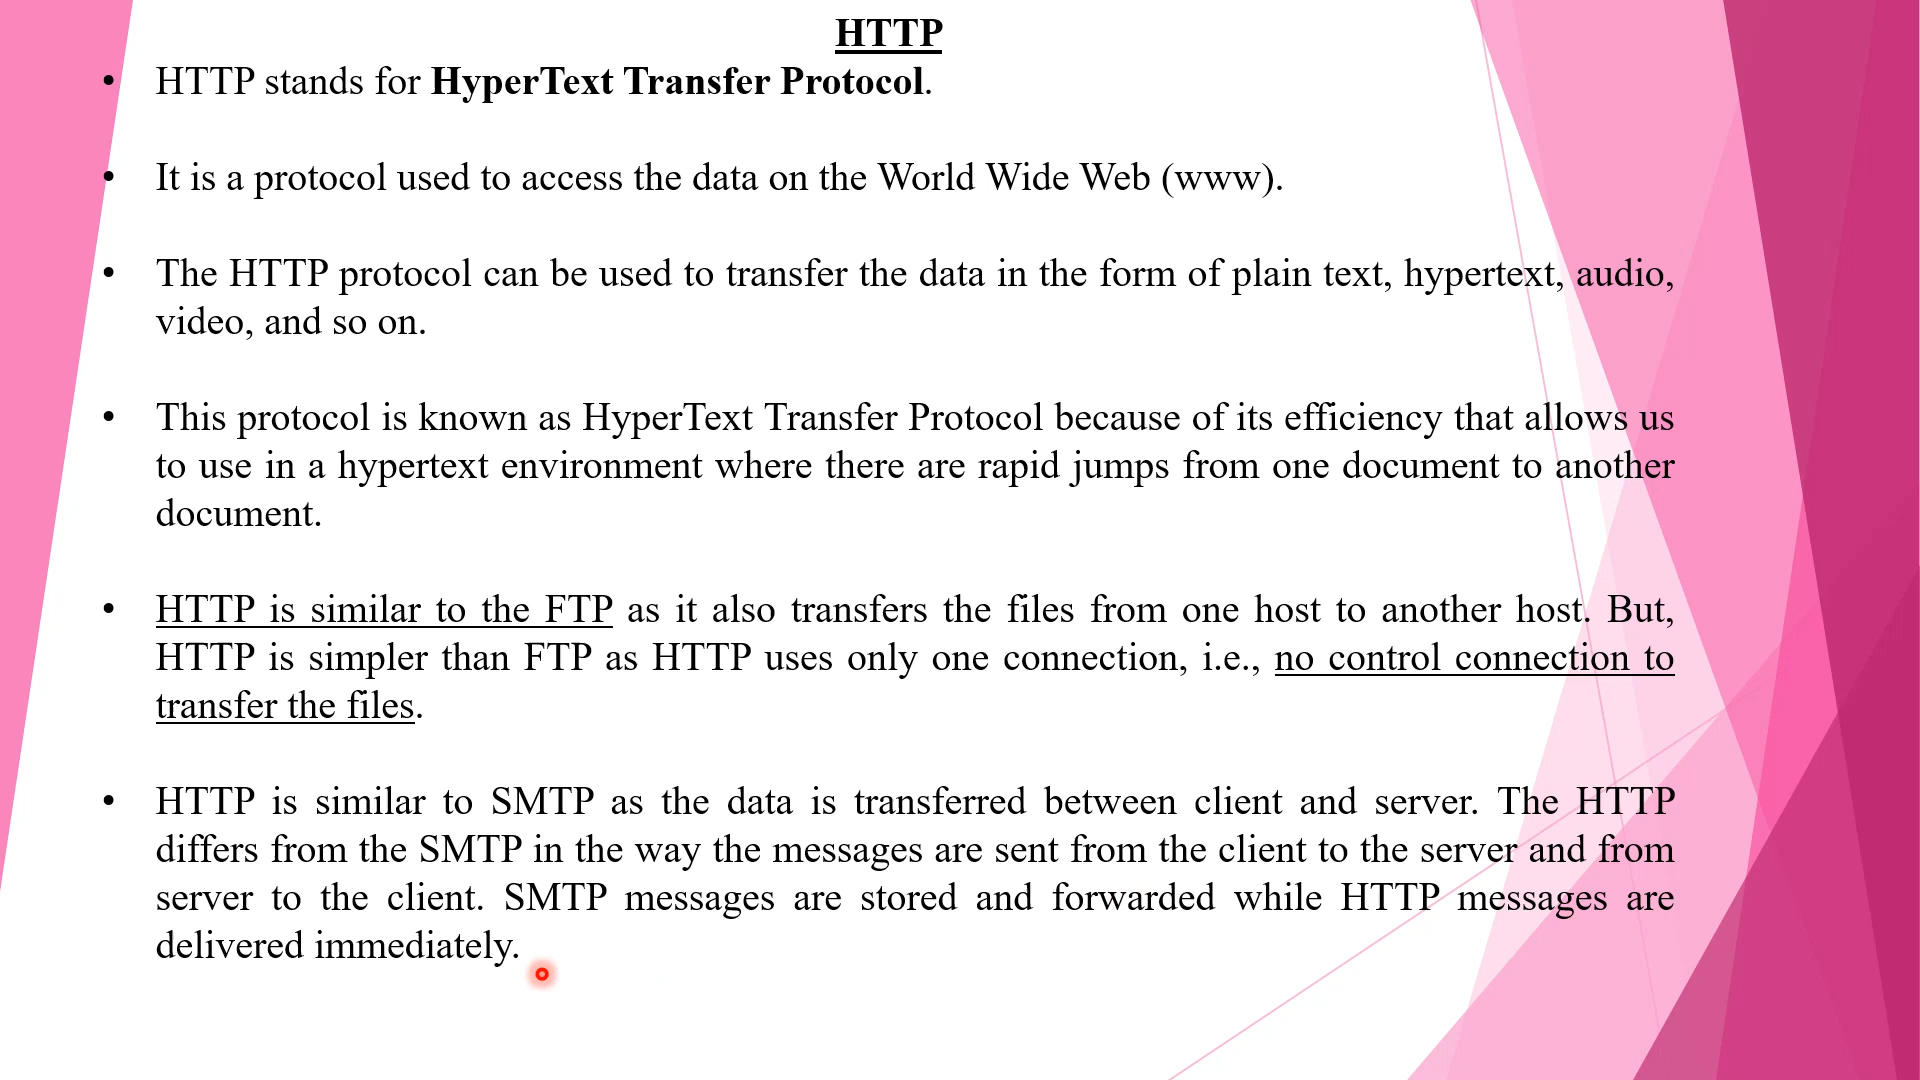 HTTP
• HTTP stands for HyperText Transfer Protocol.
• It is a protocol used to access the data on the World Wide Web (www).
• The HTTP protocol can be used to transfer the data in the form of plain text, hypertext, audio,
video, and so on.
• This protocol is known as HyperText Transfer Protocol because of its efficiency that allows us
to use in a hypertext environment where there are rapid jumps from one document to another
document.
• HTTP is similar to the FTP as it also transfers the files from one host to another host. But,
HTTP is simpler than FTP as HTTP uses only one connection, i.e., no control connection to
transfer the files.
• HTTP is similar to SMTP as the data is transferred between client and server. The HTTP
differs from the SMTP in the way the messages are sent from the client to the server and from
server to the client. SMTP messages are stored and forwarded while HTTP messages are
delivered immediately.